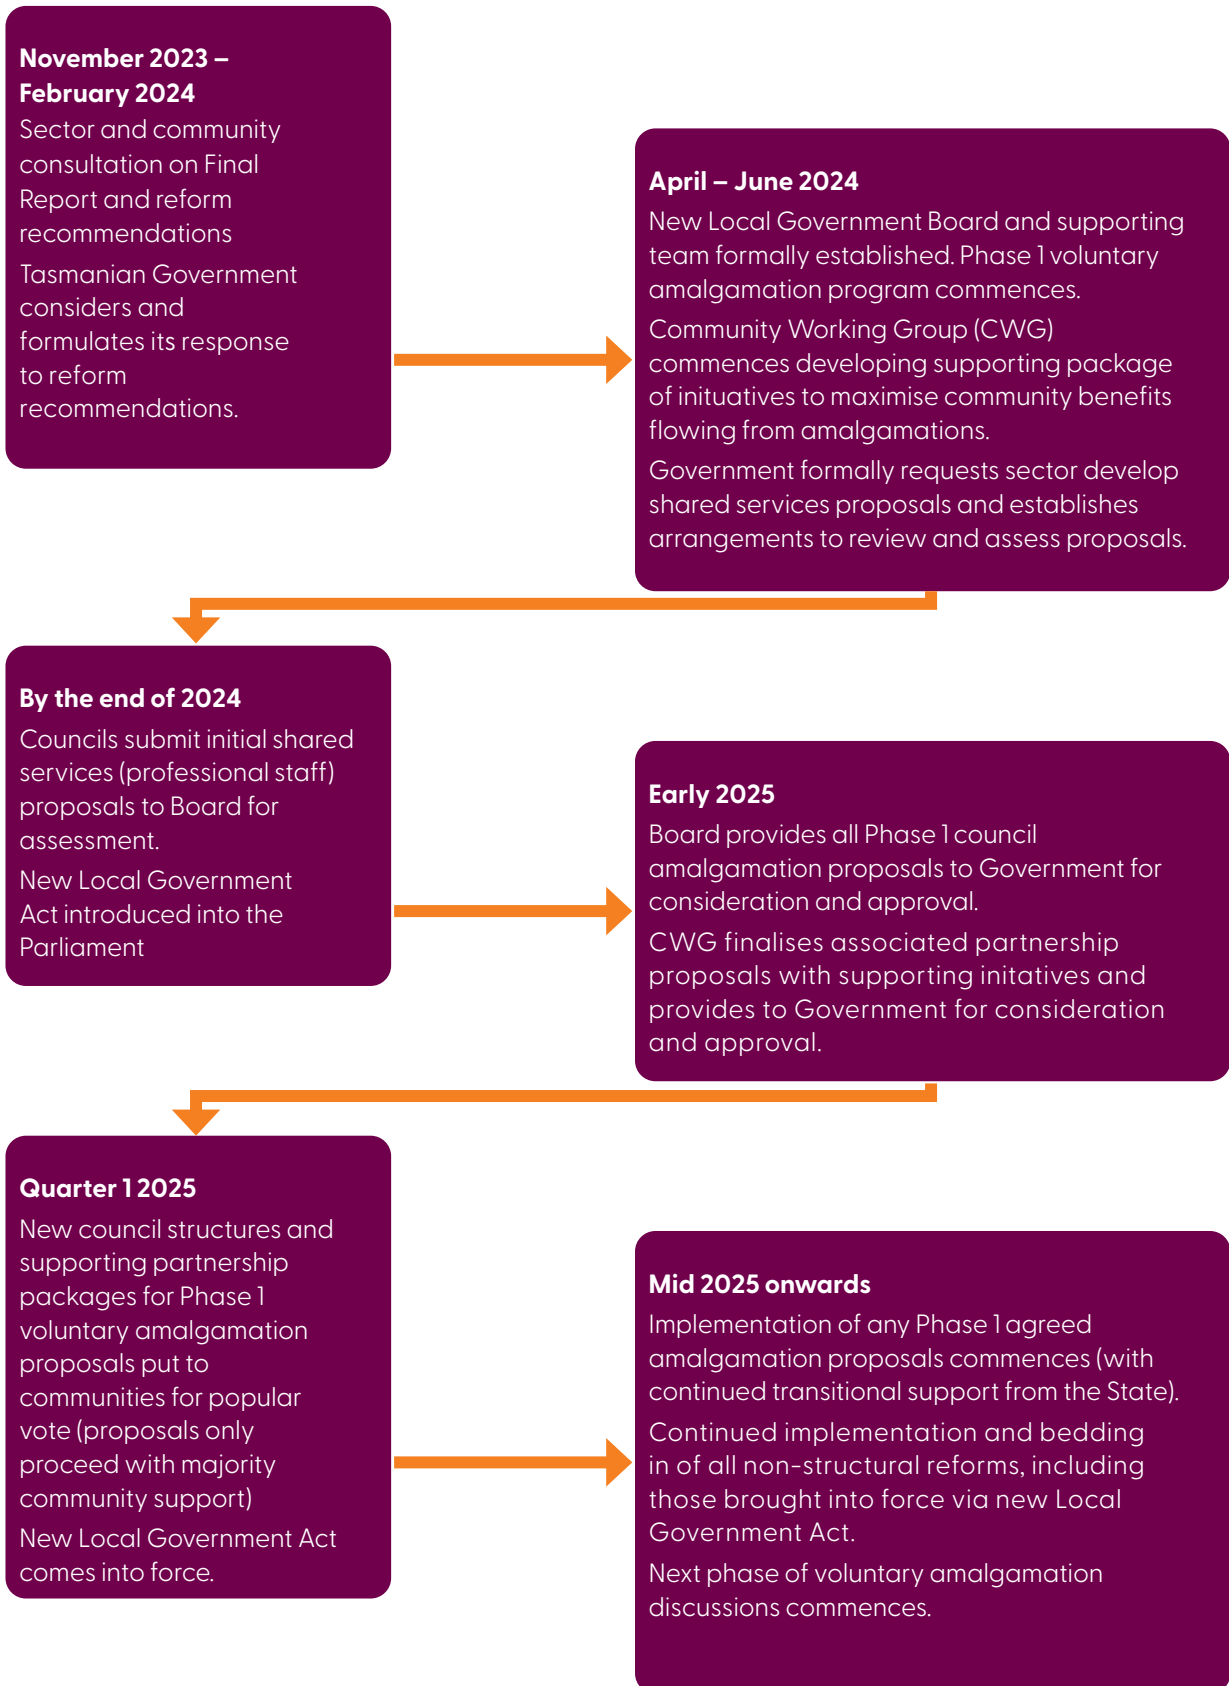 November 2023 –
February 2024
Sector and community
consultation on Final
Report and reform
recommendations
Tasmanian Government
considers and
formulates its response
to reform
recommendations.
April – June 2024
New Local Government Board and supporting
team formally established. Phase 1 voluntary
amalgamation program commences.
Community Working Group (CWG)
commences developing supporting package
of inituatives to maximise community benefits
flowing from amalgamations.
Government formally requests sector develop
shared services proposals and establishes
arrangements to review and assess proposals.
By the end of 2024
Councils submit initial shared
services (professional staff)
proposals to Board for
assessment.
New Local Government
Act introduced into the
Parliament
Early 2025
Board provides all Phase 1 council
amalgamation proposals to Government for
consideration and approval.
CWG finalises associated partnership
proposals with supporting initatives and
provides to Government for consideration
and approval.
Quarter 1 2025
New council structures and
supporting partnership
packages for Phase 1
voluntary amalgamation
proposals put to
communities for popular
vote (proposals only
proceed with majority
community support)
New Local Government Act
comes into force.
Mid 2025 onwards
Implementation of any Phase 1 agreed
amalgamation proposals commences (with
continued transitional support from the State).
Continued implementation and bedding
in of all non-structural reforms, including
those brought into force via new Local
Government Act.
Next phase of voluntary amalgamation
discussions commences.